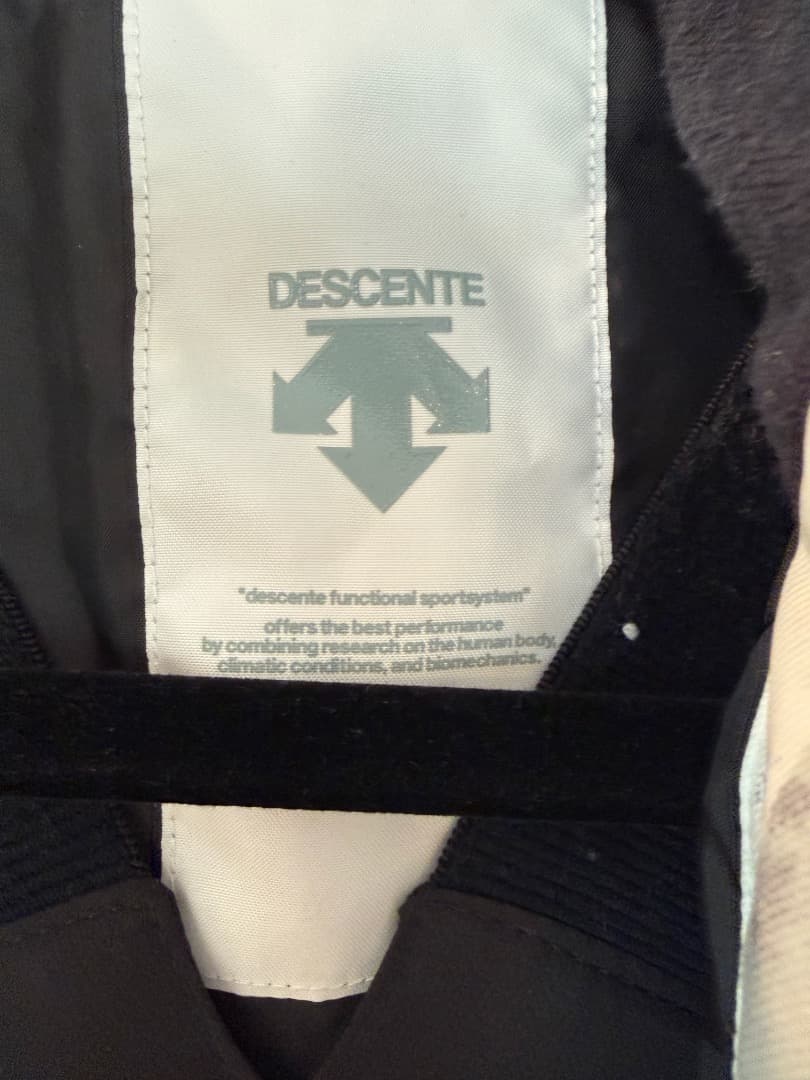 DESCENTE
"descente functional sportsystem"
offers the best performance
by combining research on the human body,
climatic conditions, and biomechanics.